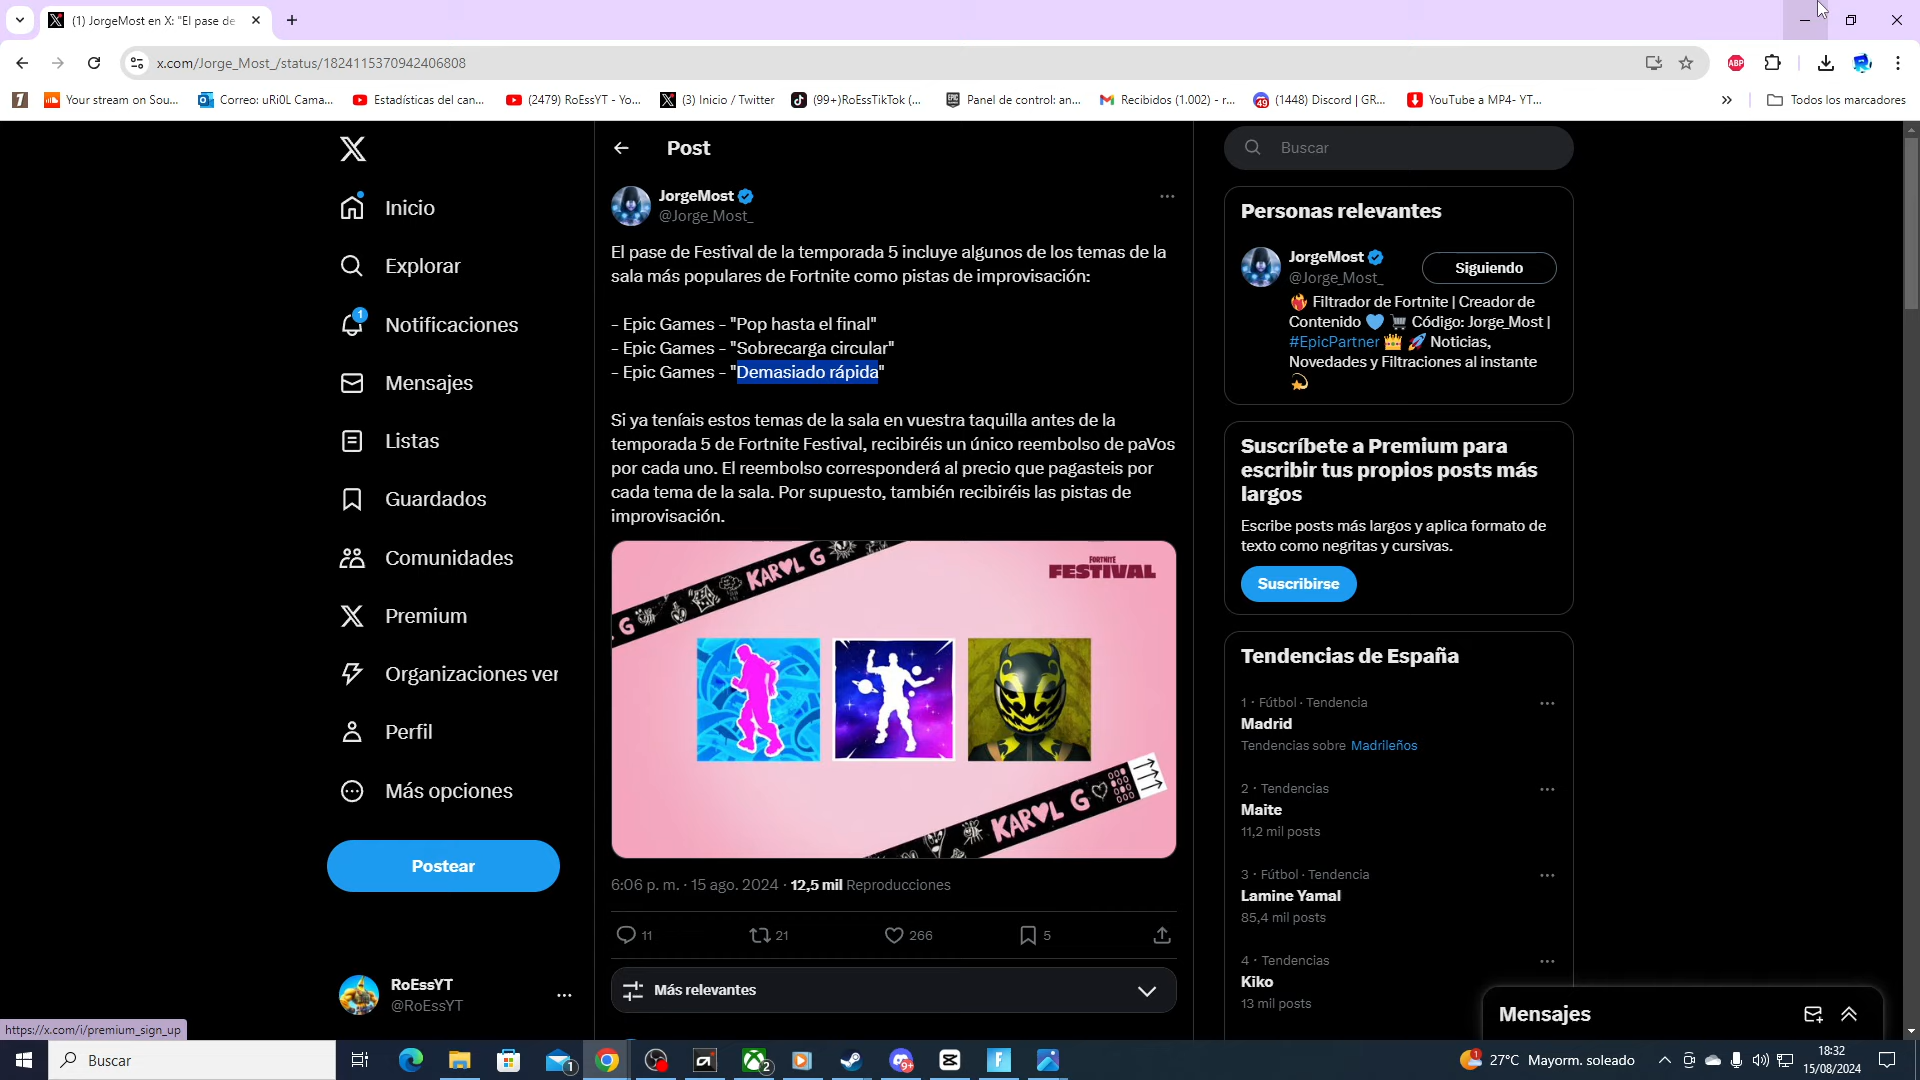 (1) JorgeMost en X: "El pase de
x.com/Jorge_Most_/status/1824115370942406808
ABP
Your stream on Sou...
Correo: uRi0L Cama...
Estadísticas del can...
(2479) RoEssYT - Yo...
(3) Inicio / Twitter
(99+)RoEssTikTok (...
Panel de control: an...
Recibidos (1.002) - r...
49
(1448) Discord | GR...
YouTube a MP4- YT...
Todos los marcadores
Inicio
Explorar
1
Notificaciones
Mensajes
Listas
Guardados
Comunidades
Premium
Organizaciones ver
Perfil
Más opciones
Postear
RoEssYT
@RoEssYT
https://x.com/i/premium_sign_up
Post
JorgeMost
@Jorge_Most_
El pase de Festival de la temporada 5 incluye algunos de los temas de la
sala más populares de Fortnite como pistas de improvisación:
- Epic Games - "Pop hasta el final"
- Epic Games - "Sobrecarga circular"
- Epic Games - "Demasiado rápida"
Si ya teníais estos temas de la sala en vuestra taquilla antes de la
temporada 5 de Fortnite Festival, recibiréis un único reembolso de paVos
por cada uno. El reembolso corresponderá al precio que pagasteis por
cada tema de la sala. Por supuesto, también recibiréis las pistas de
improvisación.
KAROL G
FORTNITE
FESTIVAL
G
KAROL G
6:06 p. m. · 15 ago. 2024 · 12,5 mil Reproducciones
11
21
266
5
Más relevantes
Buscar
Personas relevantes
JorgeMost
@Jorge_Most_
Siguiendo
Filtrador de Fortnite | Creador de
Contenido Código: Jorge_Most |
#EpicPartner Noticias,
Novedades y Filtraciones al instante
Suscríbete a Premium para
escribir tus propios posts más
largos
Escribe posts más largos y aplica formato de
texto como negritas y cursivas.
Suscribirse
Tendencias de España
1 · Fútbol · Tendencia
Madrid
Tendencias sobre Madrileños
2 · Tendencias
Maite
11,2 mil posts
3 · Fútbol · Tendencia
Lamine Yamal
85,4 mil posts
4 · Tendencias
Kiko
13 mil posts
Mensajes
Buscar
1
2
9+
1
27°C Mayorm. soleado
18:32
15/08/2024